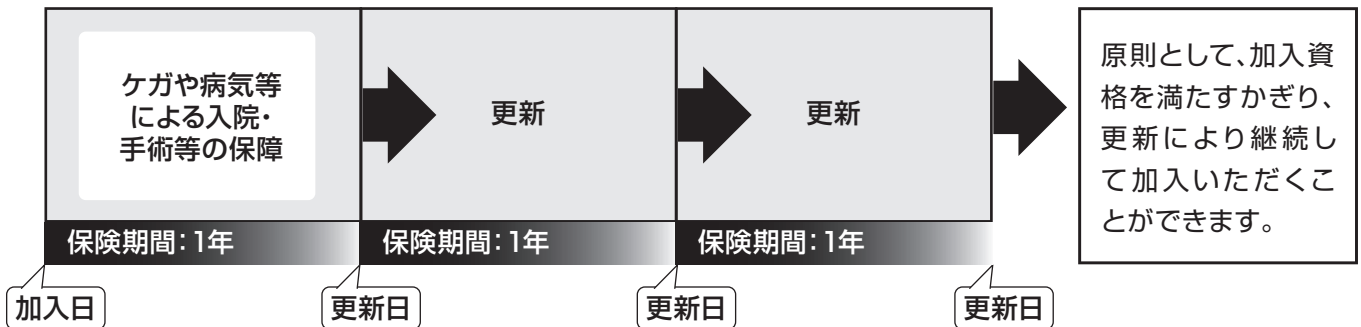 ケガや病気等
による入院・
手術等の保障
更新
更新
原則として、加入資
格を満たすかぎり、
更新により継続し
て加入いただくこ
とができます。
保険期間：1年
保険期間：1年
保険期間：1年
加入日
更新日
更新日
更新日